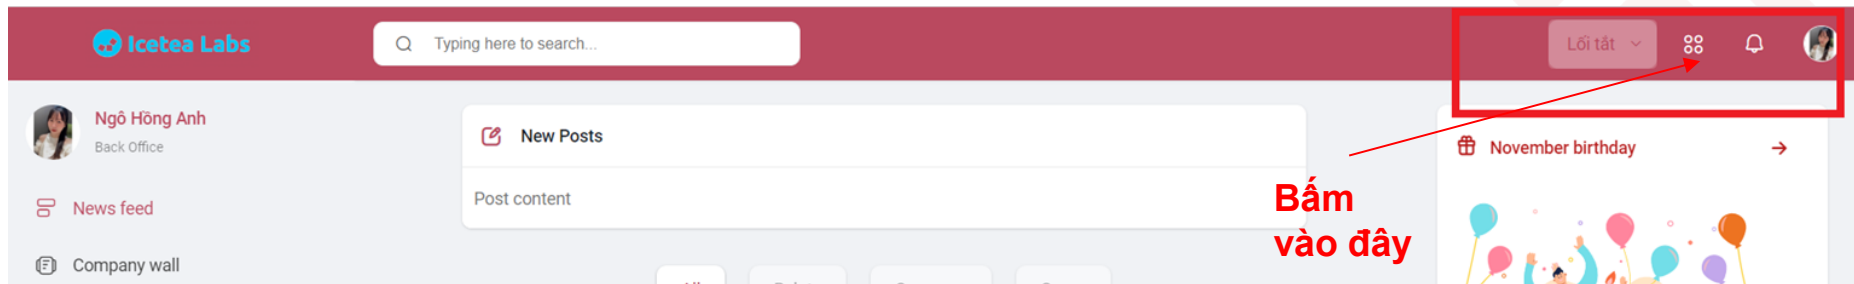 Icetea Labs
Typing here to search...
Lối tắt
Ngô Hồng Anh
Back Office
New Posts
November birthday
Post content
News feed
Bấm
vào đây
Company wall